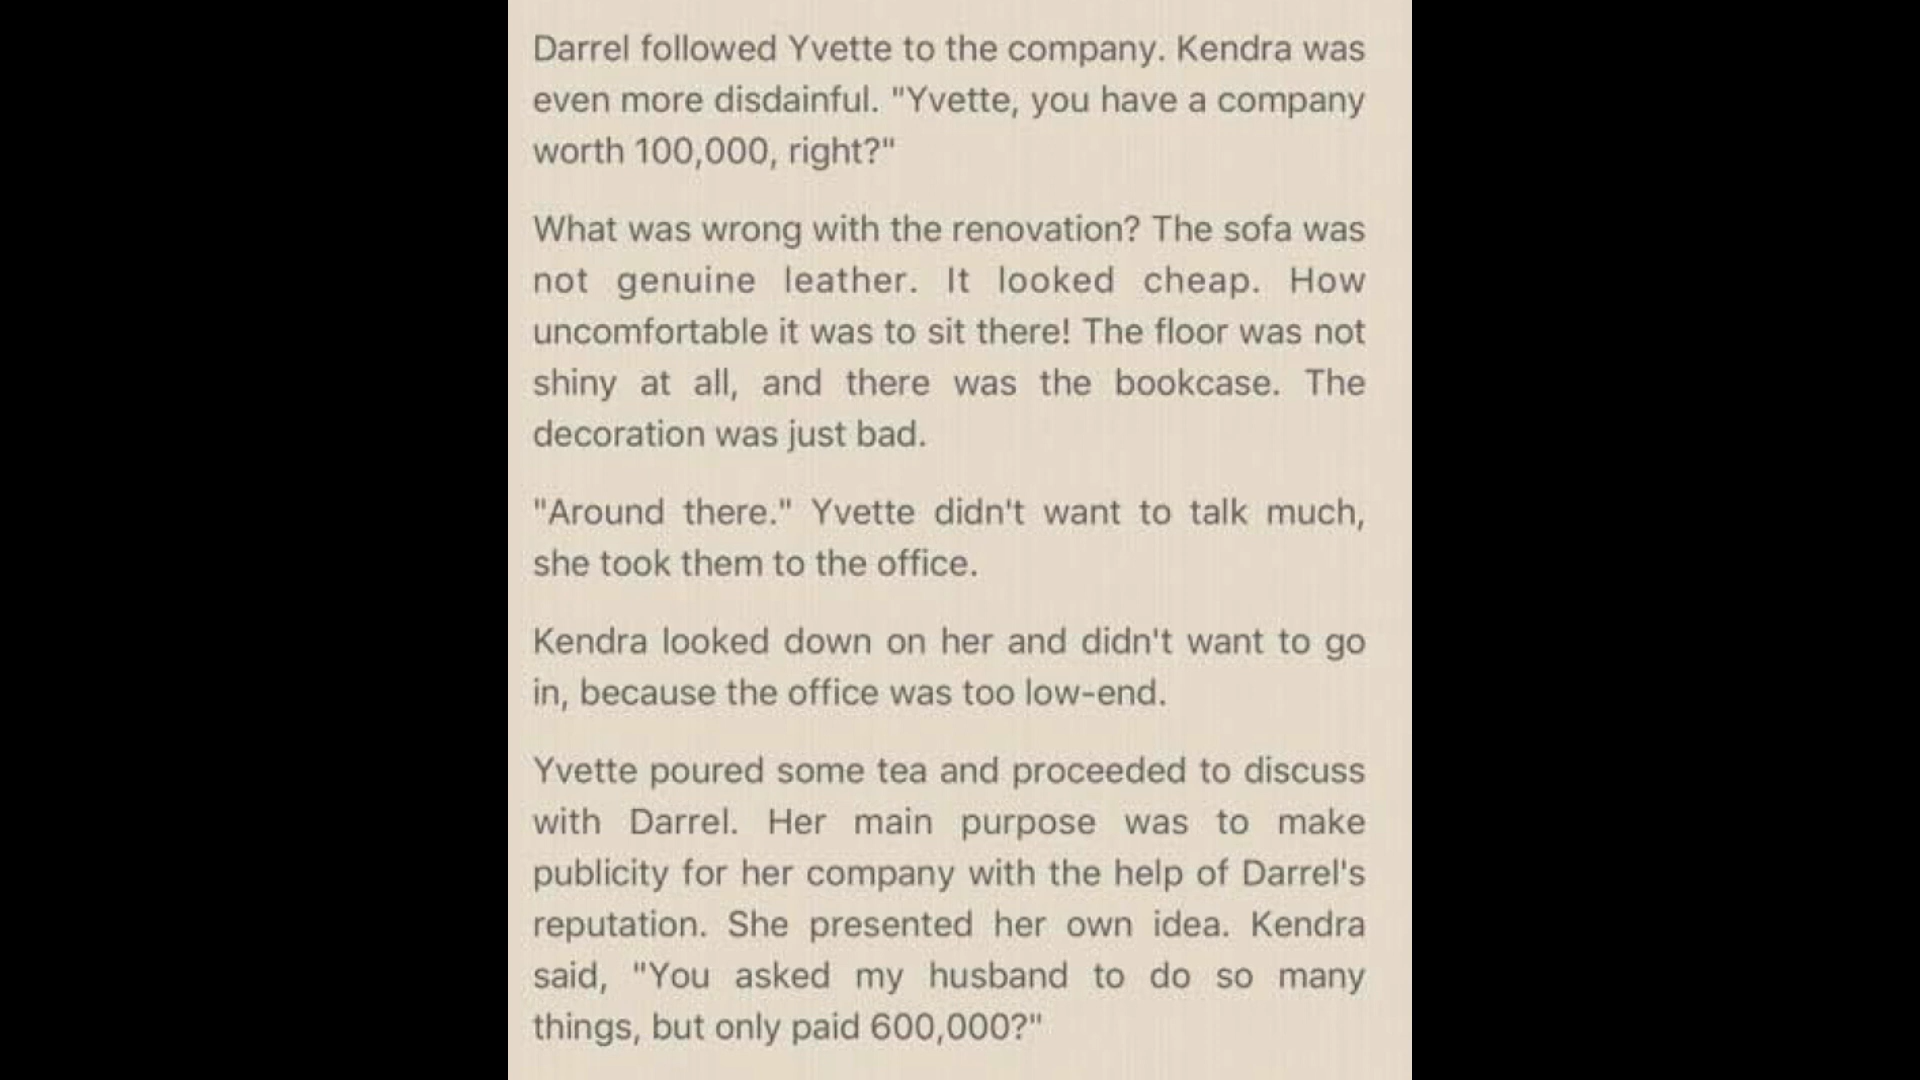 Darrel followed Yvette to the company. Kendra was
even more disdainful. "Yvette, you have a company
worth 100,000, right?"
What was wrong with the renovation? The sofa was
not genuine leather. It looked cheap. How
uncomfortable it was to sit there! The floor was not
shiny at all, and there was the bookcase. The
decoration was just bad.
"Around there." Yvette didn't want to talk much,
she took them to the office.
Kendra looked down on her and didn't want to go
in, because the office was too low-end.
Yvette poured some tea and proceeded to discuss
with Darrel. Her main purpose was to make
publicity for her company with the help of Darrel's
reputation. She presented her own idea. Kendra
said, "You asked my husband to do so many
things, but only paid 600,000?"